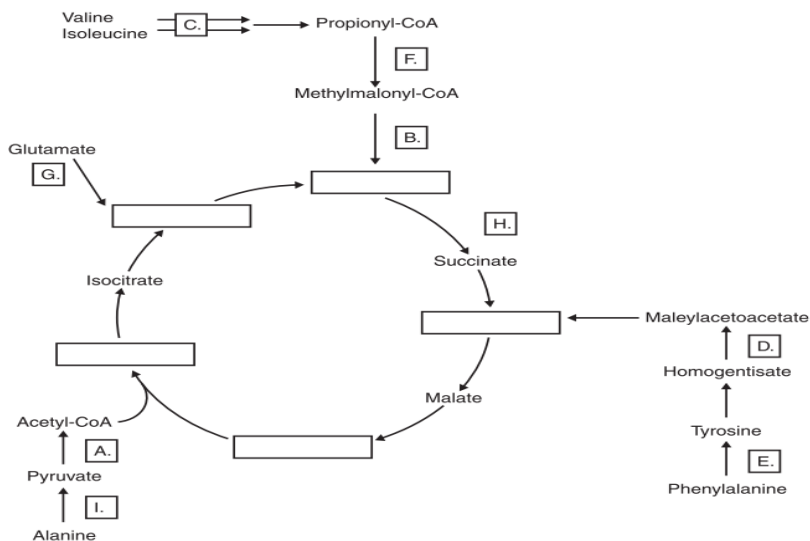 Valine
Isoleucine
C.
Propionyl-CoA
F.
Methylmalonyl-CoA
B.
Glutamate
G.
H.
Succinate
Isocitrate
Maleylacetoacetate
D.
Homogentisate
Malate
Acetyl-CoA
A.
Pyruvate
I.
Alanine
Tyrosine
E.
Phenylalanine